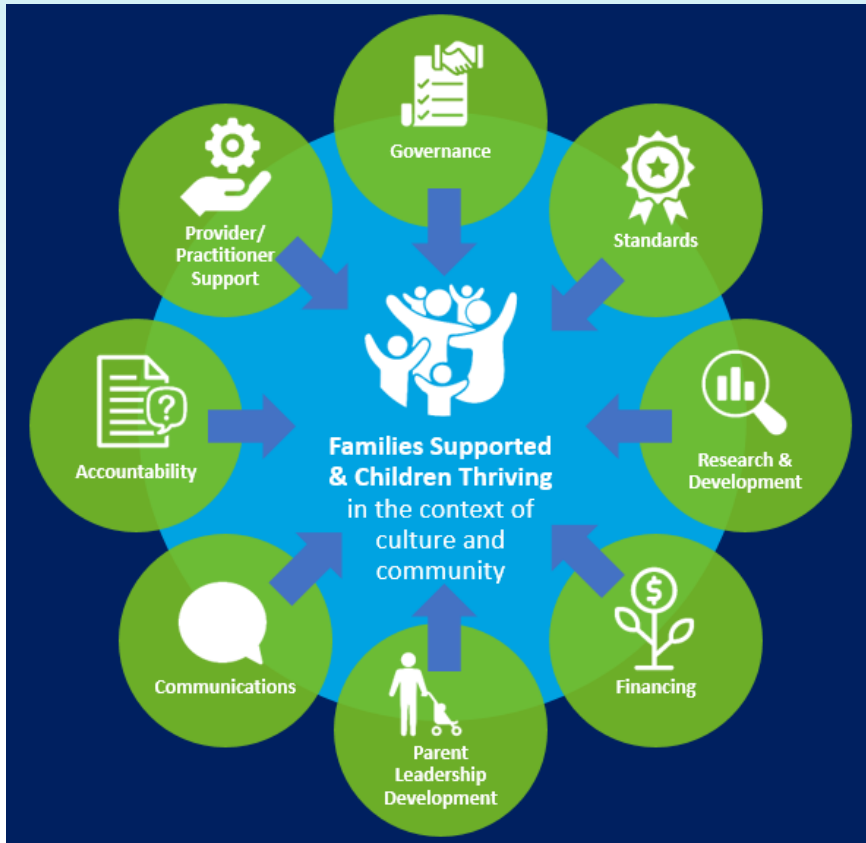 Governance
Standards
Research &
Development
$
Financing
Parent
Leadership
Development
Communications
?
Accountability
Provider/
Practitioner
Support
Families Supported
& Children Thriving
in the context of
culture and
community